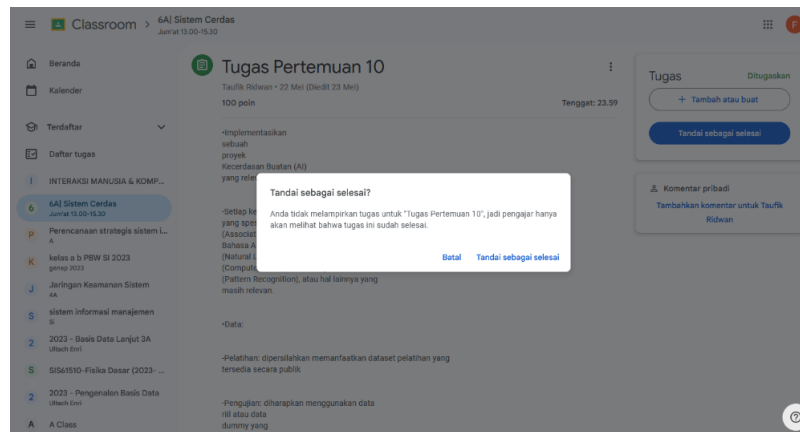 Classroom
6A| Sistem Cerdas
Jum'at 13.00-15.30
F
Beranda
Kalender
Terdaftar
Daftar tugas
I INTERAKSI MANUSIA & KOMP...
6 6A| Sistem Cerdas
Jum'at 13.00-15.30
P Perencanaan strategis sistem i...
A
K kelas a b PBW SI 2023
genep 2023
J Jaringan Keamanan Sistem
4A
S sistem informasi manajemen
SI
2 2023 - Basis Data Lanjut 3A
Ultach Enri
S SIS61510-Fisika Dasar (2023- ...
2 2023 - Pengenalan Basis Data
Ultach Enri
A A Class
Tugas Pertemuan 10
Taufik Ridwan • 22 Mei (Diedit 23 Mei)
100 poin
Tenggat: 23.59
•Implementasikan
sebuah
proyek
Kecerdasan Buatan (AI)
yang rele
-Setiap ke
yang spes
(Associat
Bahasa A
(Natural L
(Compute
(Pattern Recognition), atau hal lainnya yang
masih relevan.
•Data:
-Pelatihan: dipersilahkan memanfaatkan dataset pelatihan yang
tersedia secara publik
-Pengujian: diharapkan menggunakan data
riil atau data
dummy yang
Tandai sebagai selesai?
Anda tidak melampirkan tugas untuk "Tugas Pertemuan 10", jadi pengajar hanya
akan melihat bahwa tugas ini sudah selesai.
Batal
Tandai sebagai selesai
Tugas
Ditugaskan
+ Tambah atau buat
Tandai sebagai selesai
Komentar pribadi
Tambahkan komentar untuk Taufik
Ridwan